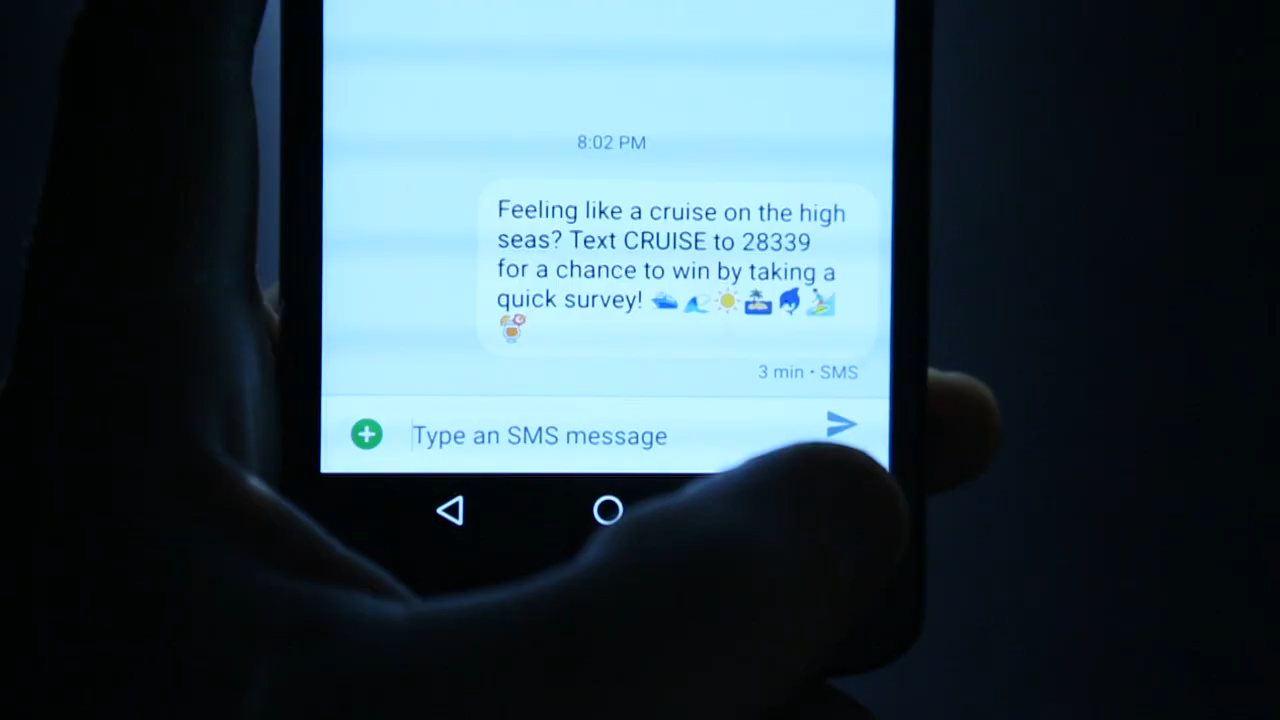 8:02 PM
Feeling like a cruise on the high
seas? Text CRUISE to 28339
for a chance to win by taking a
quick survey! 🛳️🌊☀️🏝️🐬🏄🍹
3 min • SMS
Type an SMS message